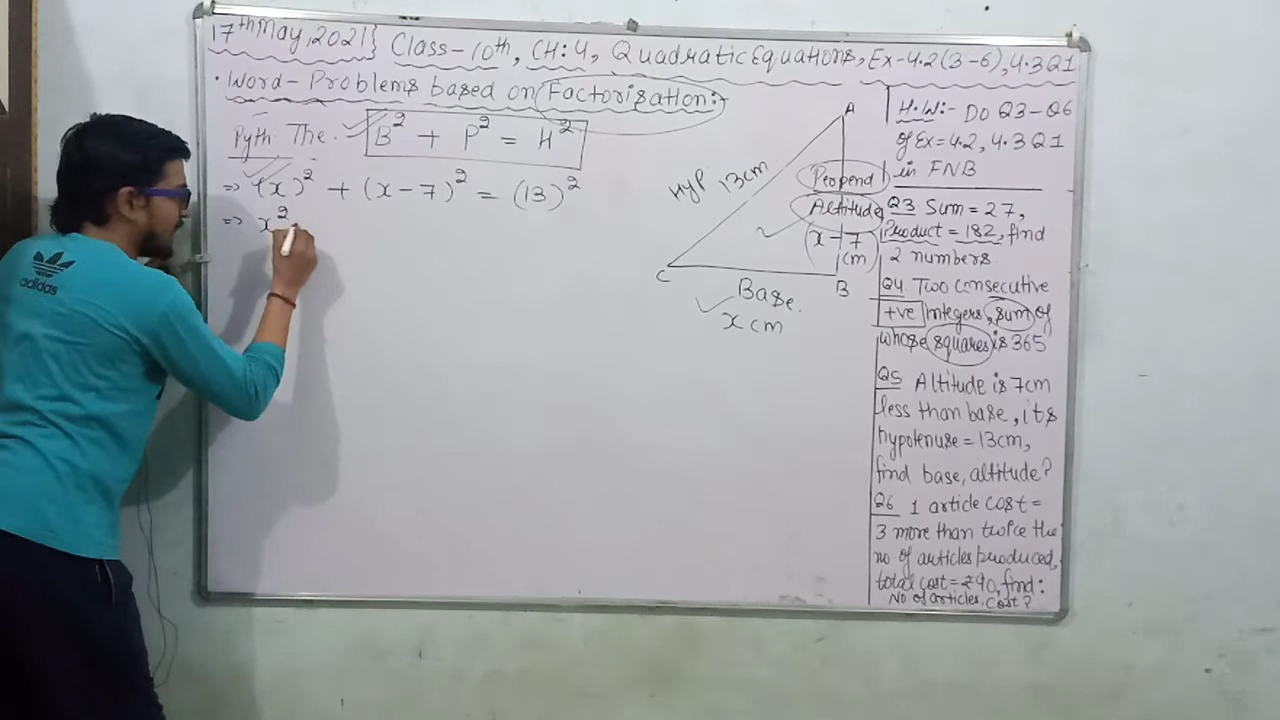 17th May, 2021} Class-10th, CH: 4, Quadratic Equations, Ex-4.2(3-6), 4.3 Q1
· Word-Problems based on Factorisation:-
Pyth. The. B² + P² = H²
=> (x)² + (x-7)² = (13)²
=> x²
A
Hyp 13cm
Perpend
Altitude
(x-7)
cm
C
B
Base.
x cm
H.W:- Do Q3-Q6
of Ex=4.2, 4.3 Q1
in FNB
Q3 Sum = 27,
Product = 182, find
2 numbers.
Q4 Two consecutive
+ve Integers, sum of
whose squares is 365
Q5 Altitude is 7cm
less than base, its
hypotenuse = 13cm,
find base, altitude?
Q6 1 article cost =
3 more than twice the
no of articles produced,
total cost = ₹90, find:
No of articles, cost?
adidas